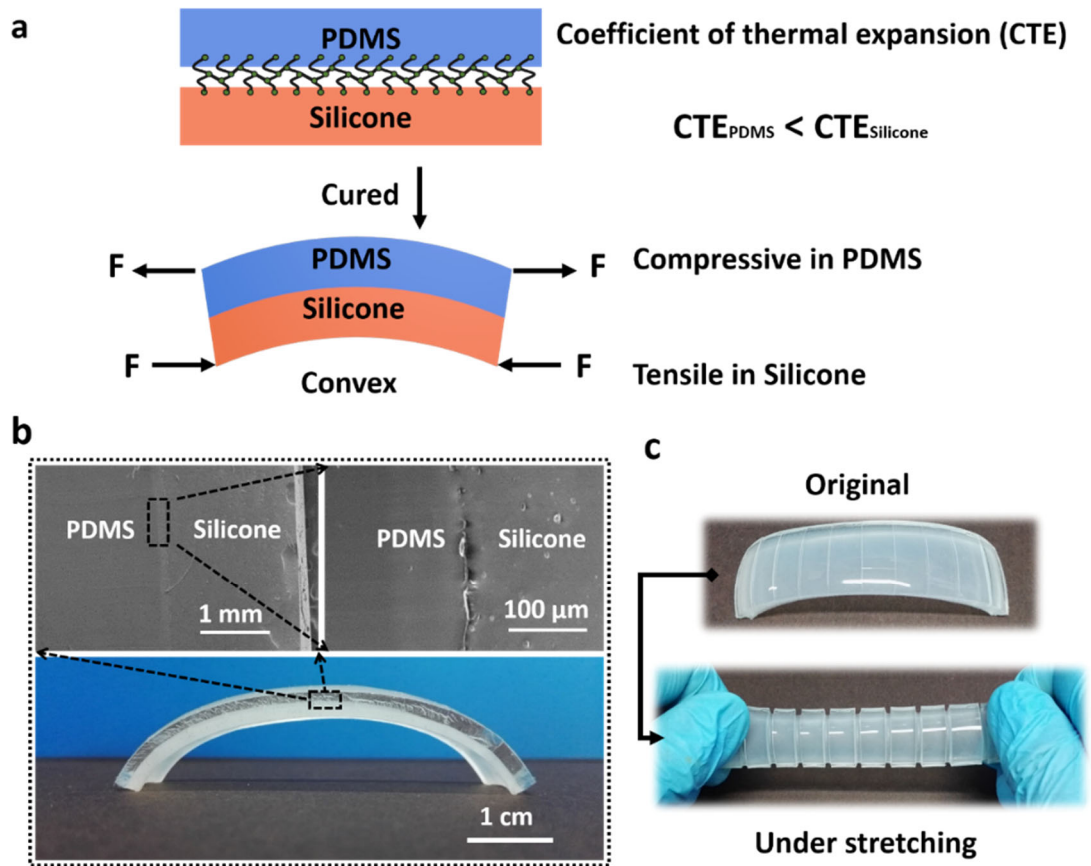 a
PDMS
Coefficient of thermal expansion (CTE)
Silicone
CTEPDMS < CTESilicone
Cured
F
PDMS
F
Compressive in PDMS
Silicone
F
F
Convex
Tensile in Silicone
b
PDMS
Silicone
1 mm
PDMS
Silicone
100 μm
1 cm
c
Original
Under stretching